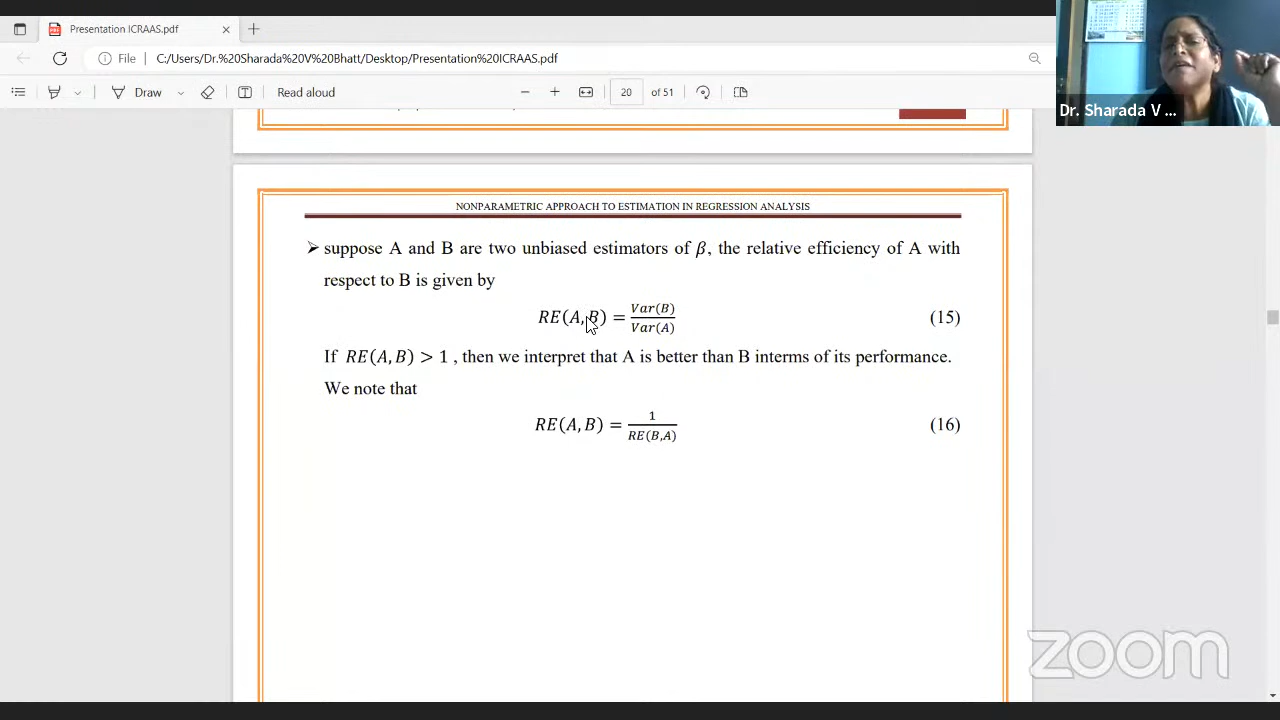 Presentation ICRAAS.pdf
File C:/Users/Dr.%20Sharada%20V%20Bhatt/Desktop/Presentation%20ICRAAS.pdf
Draw Read aloud 20 of 51
Dr. Sharada V ...
NONPARAMETRIC APPROACH TO ESTIMATION IN REGRESSION ANALYSIS
➢ suppose A and B are two unbiased estimators of β, the relative efficiency of A with
respect to B is given by
RE(A, B) = Var(B)/Var(A) (15)
If RE(A, B) > 1 , then we interpret that A is better than B interms of its performance.
We note that
RE(A, B) = 1/RE(B,A) (16)
zoom